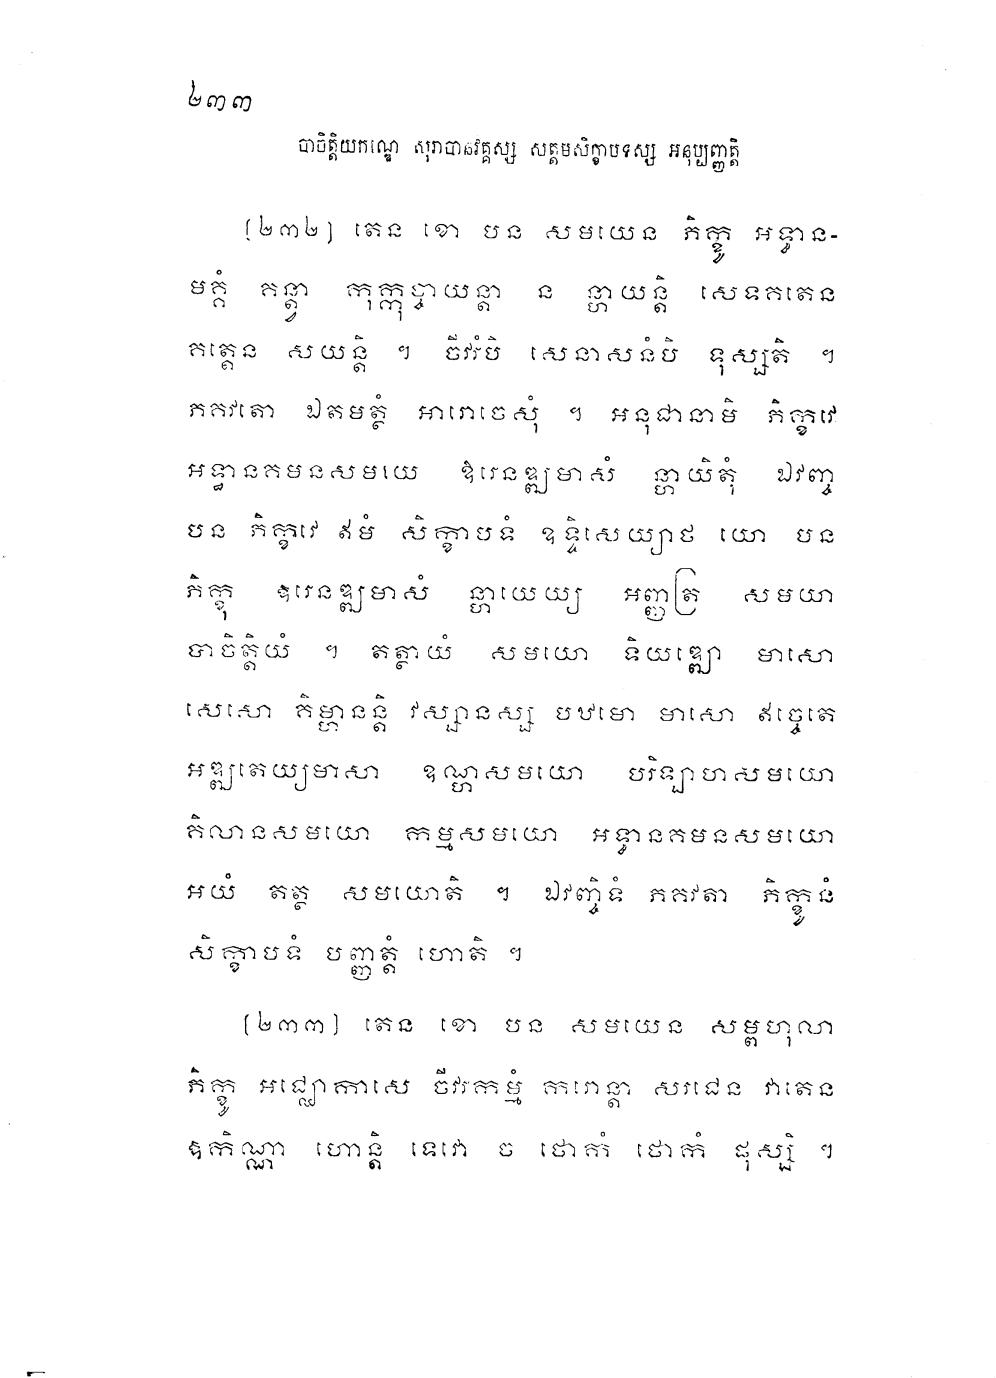 ២៣៣
បាចិត្តិយកណ្ឌេ សុរាបានវគ្គស្ស សត្តមសិក្ខាបទស្ស អនុប្បញ្ញត្តិ
(២៣២) តេន ខោ បន សមយេន ភិក្ខូ អទ្ធាន-
មគ្គំ គន្ត្វា កុក្កុច្ចាយន្តា ន ន្ហាយន្តិ សេទគតេន
គត្តេន សយន្តិ ។ ចីវរំបិ សេនាសនំបិ ទុស្សតិ ។
ភគវតោ ឯតមត្ថំ អារោចេសុំ ។ អនុជានាមិ ភិក្ខវេ
អទ្ធានគមនសមយេ ឱរេនឌ្ឍមាសំ ន្ហាយិតុំ ឯវញ្ច
បន ភិក្ខវេ ឥមំ សិក្ខាបទំ ឧទ្ទិសេយ្យាថ យោ បន
ភិក្ខុ ឱរេនឌ្ឍមាសំ ន្ហាយេយ្យ អញ្ញត្រ សមយា
បាចិត្តិយំ ។ តត្ថាយំ សមយោ ទិយឌ្ឍោ មាសោ
សេសោ គិម្ហានន្តិ វស្សានស្ស បឋមោ មាសោ ឥច្ចេតេ
អឌ្ឍតេយ្យមាសា ឧណ្ហសមយោ បរិឡាហសមយោ
គិលានសមយោ កម្មសមយោ អទ្ធានគមនសមយោ
អយំ តត្ថ សមយោតិ ។ ឯវញ្ចិទំ ភគវតា ភិក្ខូនំ
សិក្ខាបទំ បញ្ញត្តំ ហោតិ ។
(២៣៣) តេន ខោ បន សមយេន សម្ពហុលា
ភិក្ខូ អជ្ឈោកាសេ ចីវរកម្មំ ករោន្តា សរជេន វាតេន
ឱកិណ្ណា ហោន្តិ ទេវោ ច ថោកំ ថោកំ ផុស្សិ ។